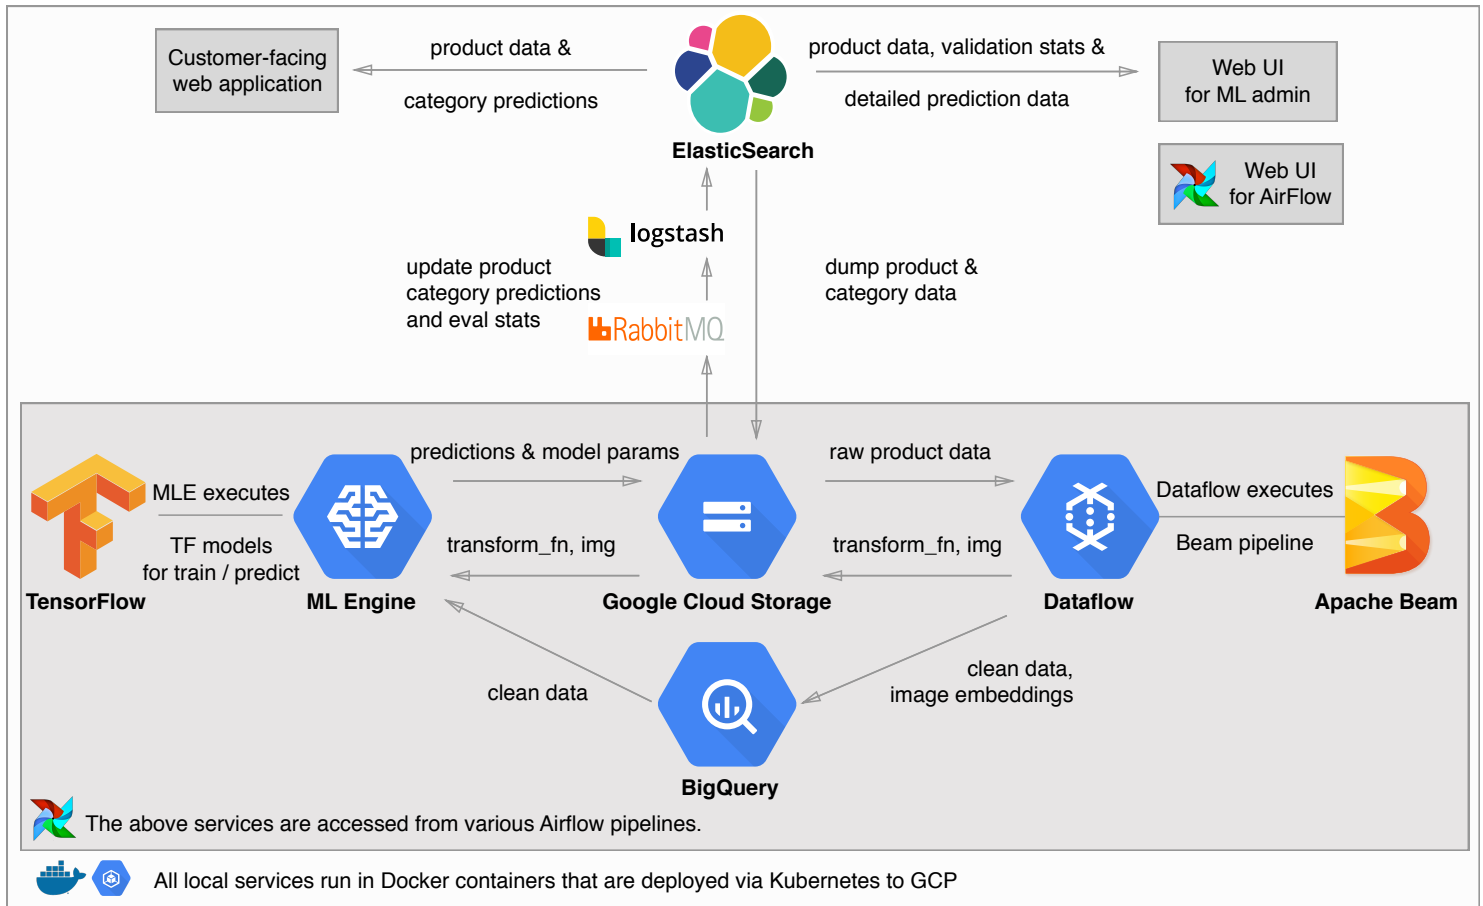 Customer-facing
web application
product data &
category predictions
product data, validation stats &
detailed prediction data
Web UI
for ML admin
ElasticSearch
Web UI
for AirFlow
logstash
update product
category predictions
and eval stats
dump product &
category data
RabbitMQ
predictions & model params
raw product data
MLE executes
TF models
for train / predict
Dataflow executes
Beam pipeline
transform_fn, img
transform_fn, img
TensorFlow
ML Engine
Google Cloud Storage
Dataflow
Apache Beam
clean data
clean data,
image embeddings
BigQuery
The above services are accessed from various Airflow pipelines.
All local services run in Docker containers that are deployed via Kubernetes to GCP